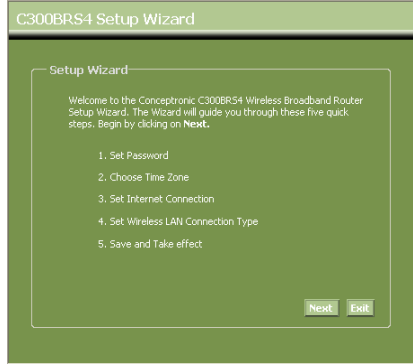 C300BRS4 Setup Wizard
Setup Wizard
Welcome to the Conceptronic C300BRS4 Wireless Broadband Router
Setup Wizard. The Wizard will guide you through these five quick
steps. Begin by clicking on Next.
1. Set Password
2. Choose Time Zone
3. Set Internet Connection
4. Set Wireless LAN Connection Type
5. Save and Take effect
Next Exit